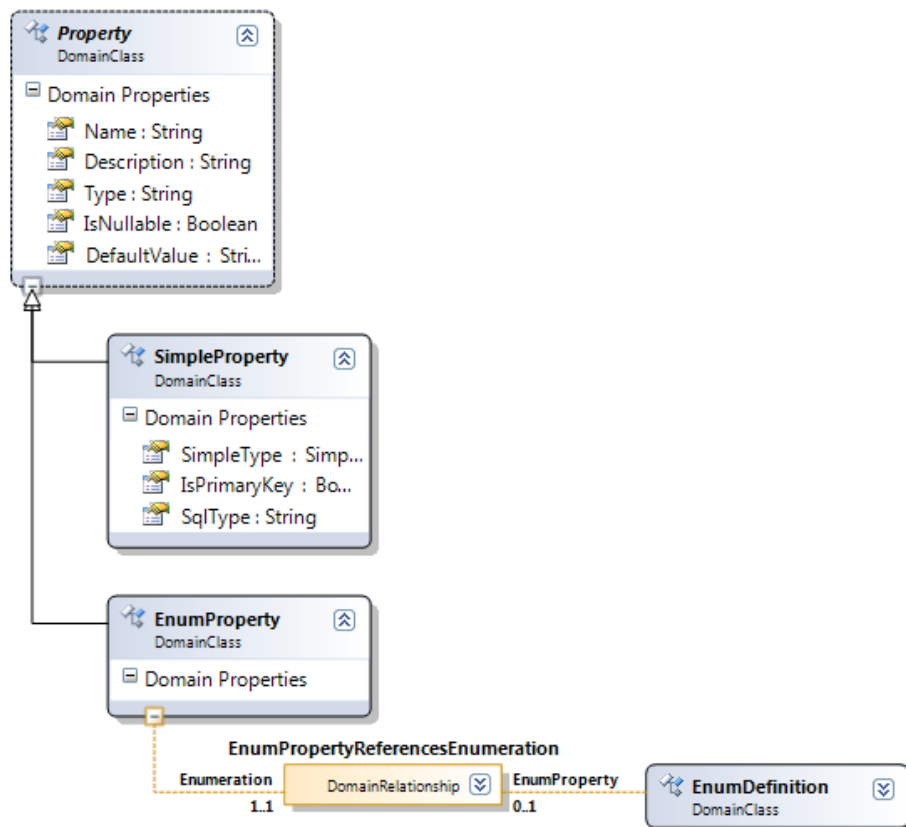 Property
DomainClass
Domain Properties
Name : String
Description : String
Type : String
IsNullable : Boolean
DefaultValue : Stri...
SimpleProperty
DomainClass
Domain Properties
SimpleType : Simp...
IsPrimaryKey : Bo...
SqlType : String
EnumProperty
DomainClass
Domain Properties
EnumPropertyReferencesEnumeration
Enumeration
DomainRelationship
EnumProperty
1..1
0..1
EnumDefinition
DomainClass